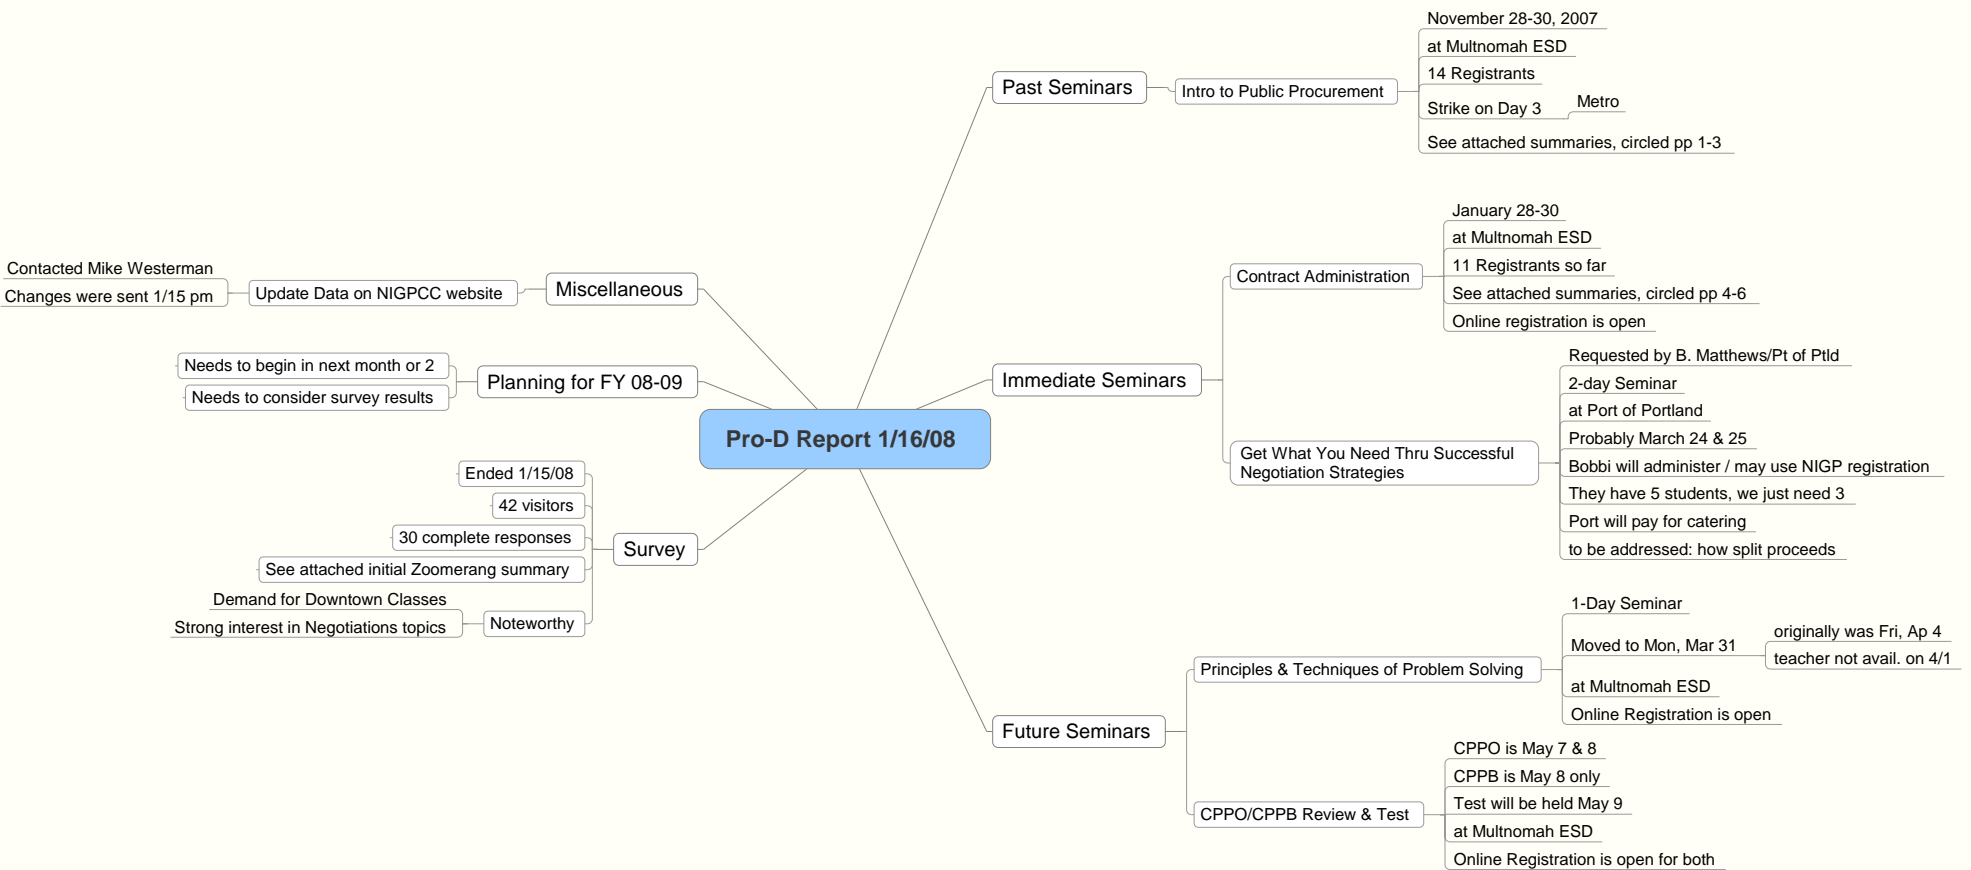 Pro-D Report 1/16/08
Past Seminars
Intro to Public Procurement
November 28-30, 2007
at Multnomah ESD
14 Registrants
Strike on Day 3
Metro
See attached summaries, circled pp 1-3
Immediate Seminars
Contract Administration
January 28-30
at Multnomah ESD
11 Registrants so far
See attached summaries, circled pp 4-6
Online registration is open
Get What You Need Thru Successful
Negotiation Strategies
Requested by B. Matthews/Pt of Ptld
2-day Seminar
at Port of Portland
Probably March 24 & 25
Bobbi will administer / may use NIGP registration
They have 5 students, we just need 3
Port will pay for catering
to be addressed: how split proceeds
Future Seminars
Principles & Techniques of Problem Solving
1-Day Seminar
Moved to Mon, Mar 31
originally was Fri, Ap 4
teacher not avail. on 4/1
at Multnomah ESD
Online Registration is open
CPPO/CPPB Review & Test
CPPO is May 7 & 8
CPPB is May 8 only
Test will be held May 9
at Multnomah ESD
Online Registration is open for both
Miscellaneous
Update Data on NIGPCC website
Contacted Mike Westerman
Changes were sent 1/15 pm
Planning for FY 08-09
Needs to begin in next month or 2
Needs to consider survey results
Survey
Ended 1/15/08
42 visitors
30 complete responses
See attached initial Zoomerang summary
Noteworthy
Demand for Downtown Classes
Strong interest in Negotiations topics